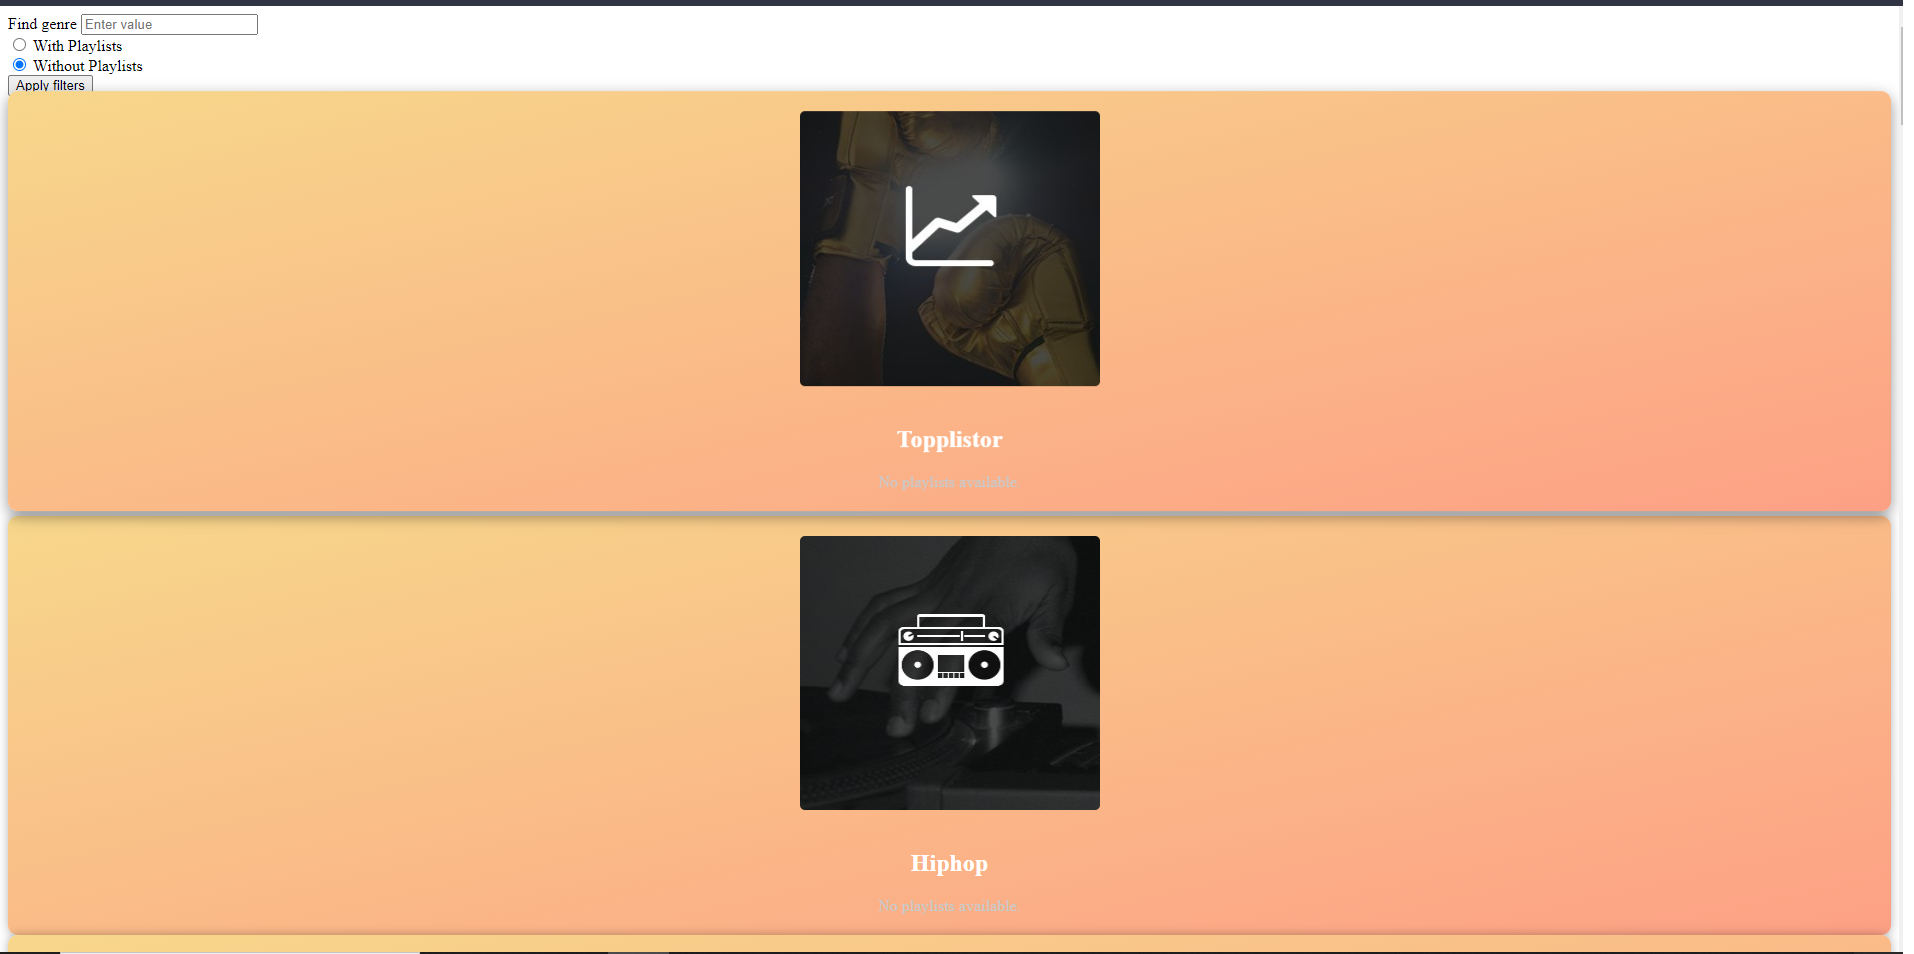 Find genre Enter value
With Playlists
Without Playlists
Apply filters
Topplistor
No playlists available.
Hiphop
No playlists available.